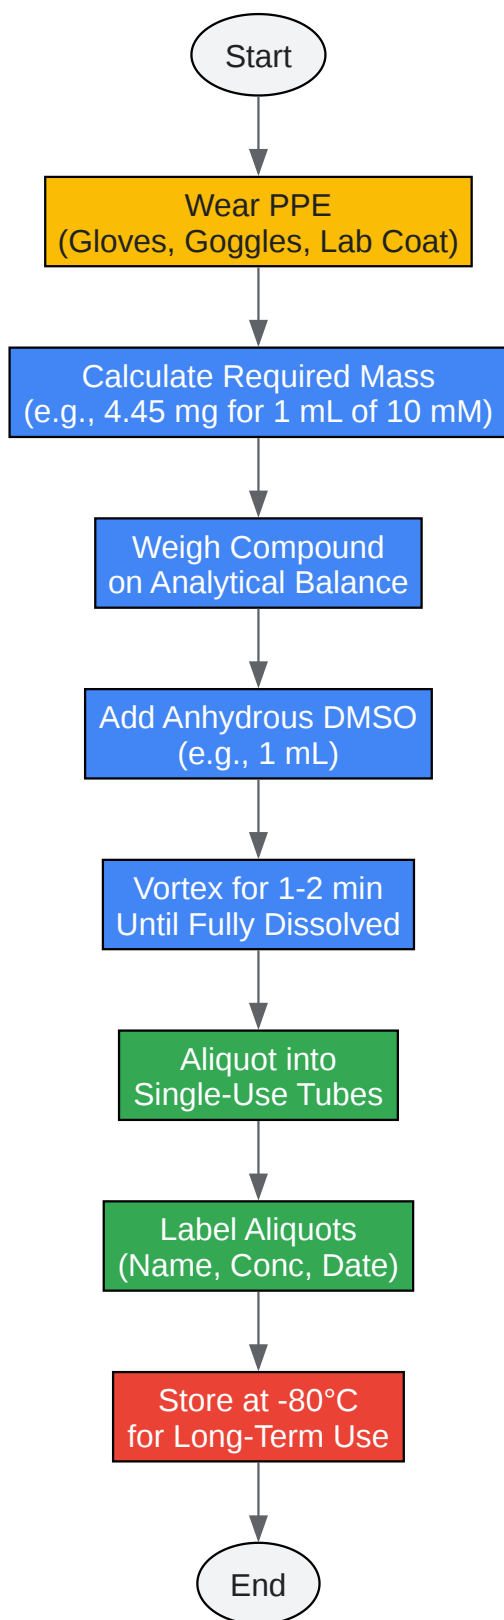 Start
Wear PPE
(Gloves, Goggles, Lab Coat)
Calculate Required Mass
(e.g., 4.45 mg for 1 mL of 10 mM)
Weigh Compound
on Analytical Balance
Add Anhydrous DMSO
(e.g., 1 mL)
Vortex for 1-2 min
Until Fully Dissolved
Aliquot into
Single-Use Tubes
Label Aliquots
(Name, Conc, Date)
Store at -80°C
for Long-Term Use
End